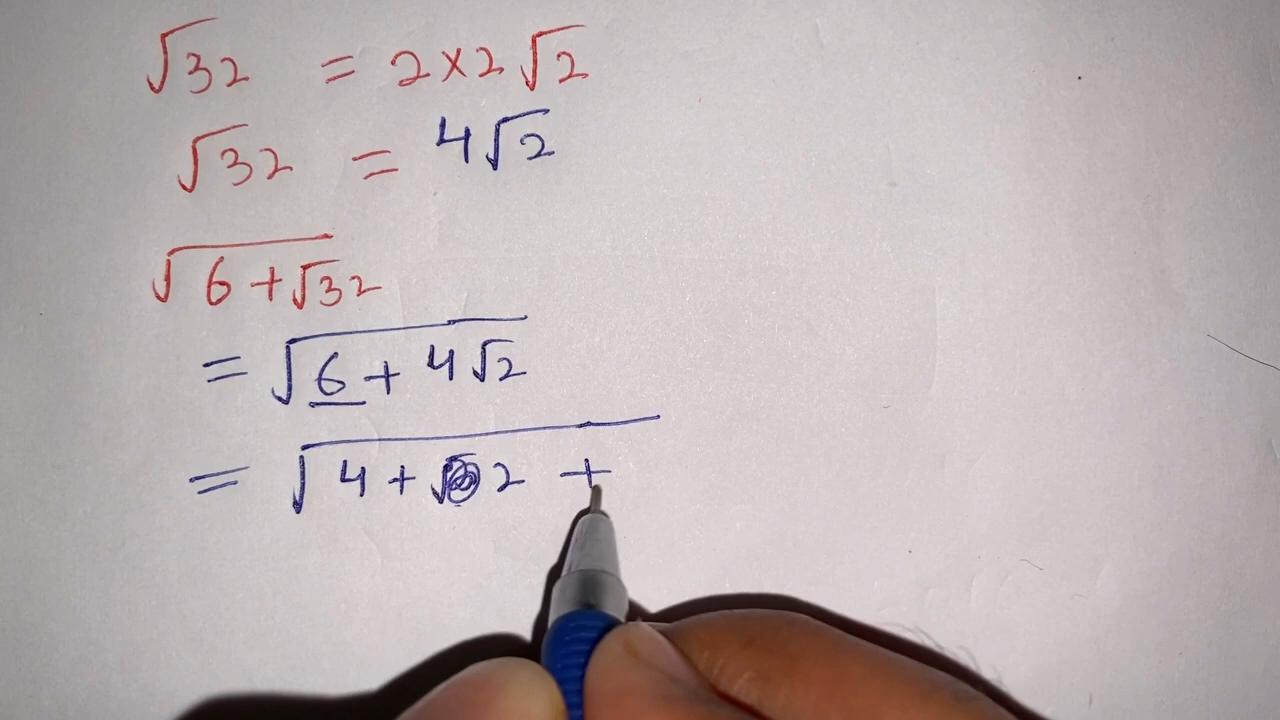 √32 = 2×2√2
√32 = 4√2
√6+√32
= √6+ 4√2
= √4+ 2 +